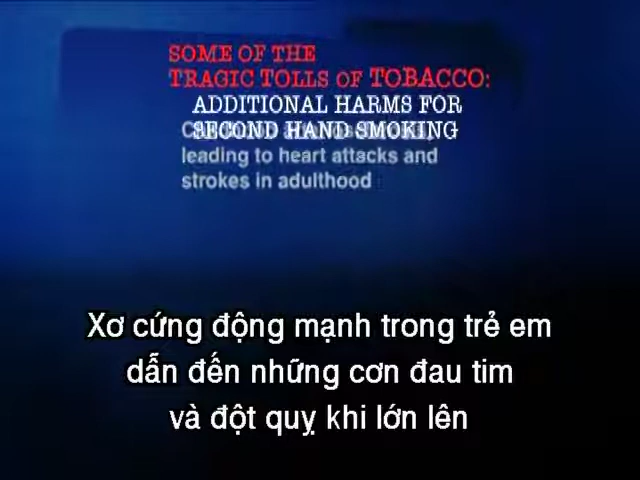 SOME OF THE
TRAGIC TOLLS OF TOBACCO:
ADDITIONAL HARMS FOR
SECOND HAND SMOKING
leading to heart attacks and
strokes in adulthood
Xơ cứng động mạnh trong trẻ em
dẫn đến những cơn đau tim
và đột quỵ khi lớn lên